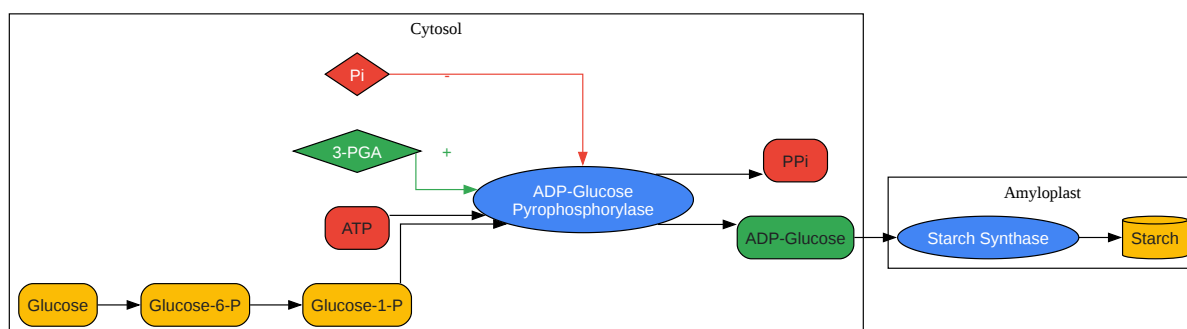 Cytosol
Pi
-
3-PGA
+
PPi
ADP-Glucose
Pyrophosphorylase
Amyloplast
ATP
ADP-Glucose
Starch Synthase
Starch
Glucose
Glucose-6-P
Glucose-1-P